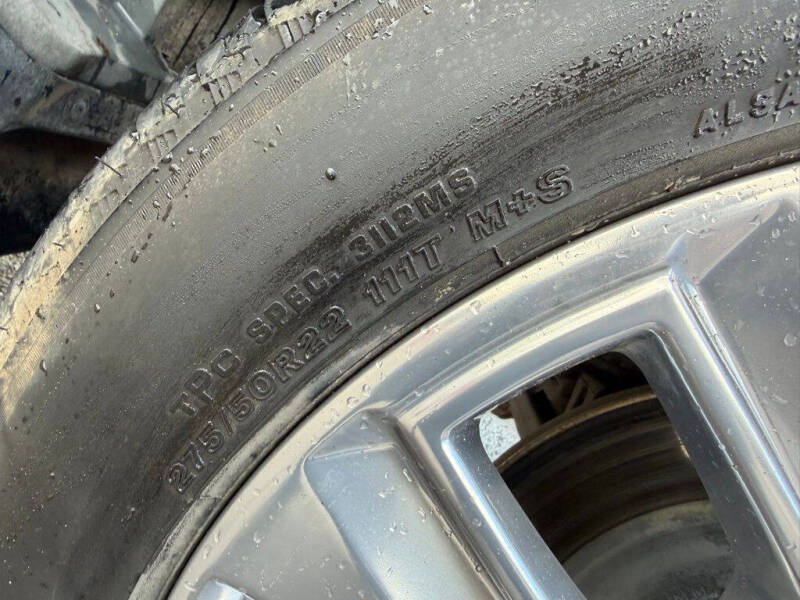 TPC SPEC. 3112MS
275/50R22 111T M+S
ALSA